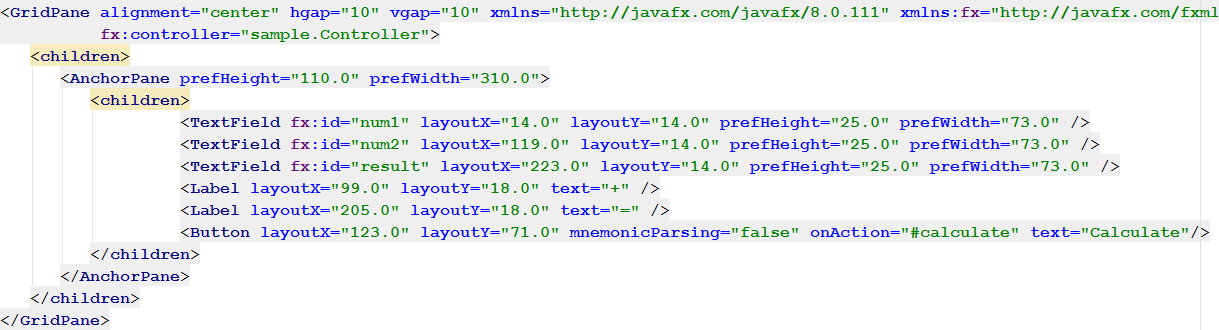 <GridPane alignment="center" hgap="10" vgap="10" xmlns="http://javafx.com/javafx/8.0.111" xmlns:fx="http://javafx.com/fxml
fx:controller="sample.Controller">
<children>
<AnchorPane prefHeight="110.0" prefWidth="310.0">
<children>
<TextField fx:id="num1" layoutX="14.0" layoutY="14.0" prefHeight="25.0" prefWidth="73.0" />
<TextField fx:id="num2" layoutX="119.0" layoutY="14.0" prefHeight="25.0" prefWidth="73.0" />
<TextField fx:id="result" layoutX="223.0" layoutY="14.0" prefHeight="25.0" prefWidth="73.0" />
<Label layoutX="99.0" layoutY="18.0" text="+" />
<Label layoutX="205.0" layoutY="18.0" text="=" />
<Button layoutX="123.0" layoutY="71.0" mnemonicParsing="false" onAction="#calculate" text="Calculate"/>
</children>
</AnchorPane>
</children>
</GridPane>